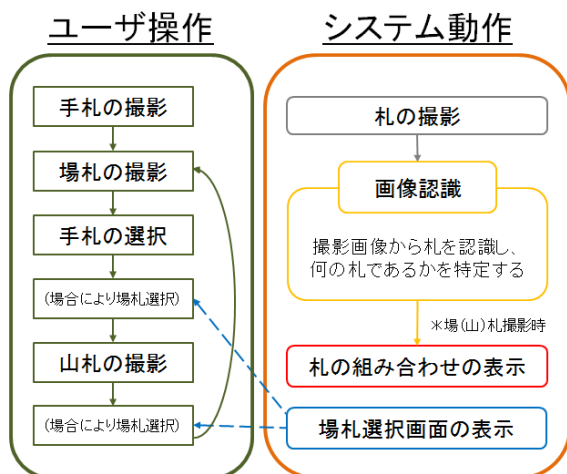 ユーザ操作
手札の撮影
場札の撮影
手札の選択
(場合により場札選択)
山札の撮影
(場合により場札選択)
システム動作
札の撮影
画像認識
撮影画像から札を認識し、
何の札であるかを特定する
＊場(山)札撮影時
札の組み合わせの表示
場札選択画面の表示